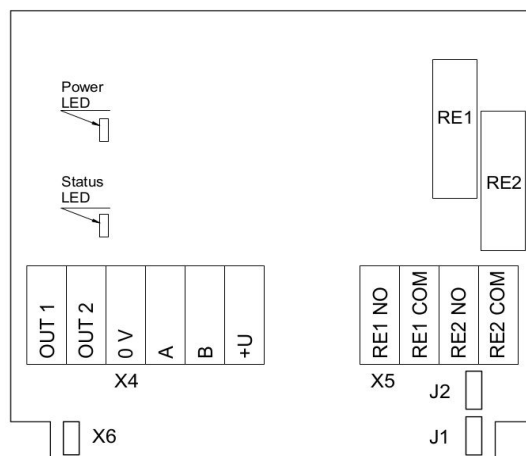 Power
LED
RE1
RE2
Status
LED
OUT 1
OUT 2
0 V
A
B
+U
RE1 NO
RE1 COM
RE2 NO
RE2 COM
X4
X5
J2
X6
J1